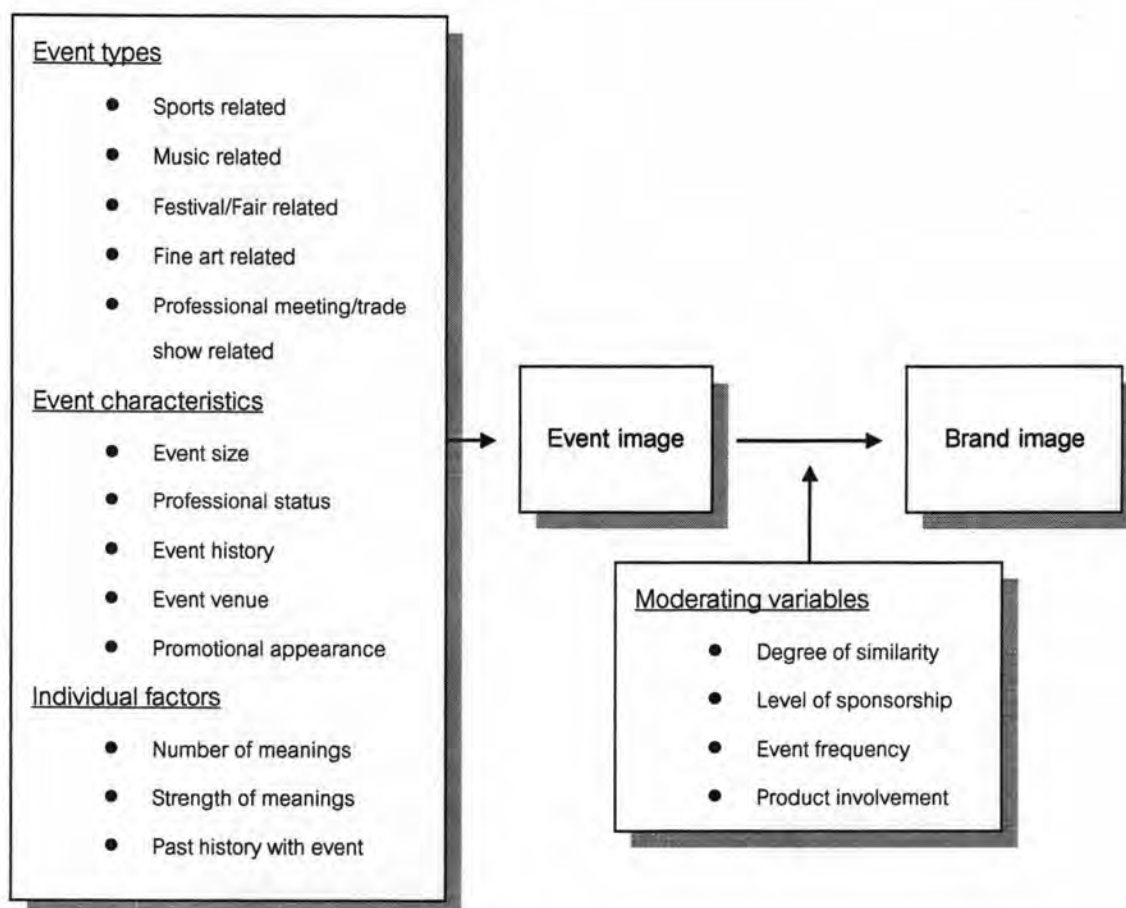 Event types
● Sports related
● Music related
● Festival/Fair related
● Fine art related
● Professional meeting/trade
show related
Event characteristics
● Event size
● Professional status
● Event history
● Event venue
● Promotional appearance
Individual factors
● Number of meanings
● Strength of meanings
● Past history with event
Event image
Brand image
Moderating variables
● Degree of similarity
● Level of sponsorship
● Event frequency
● Product involvement